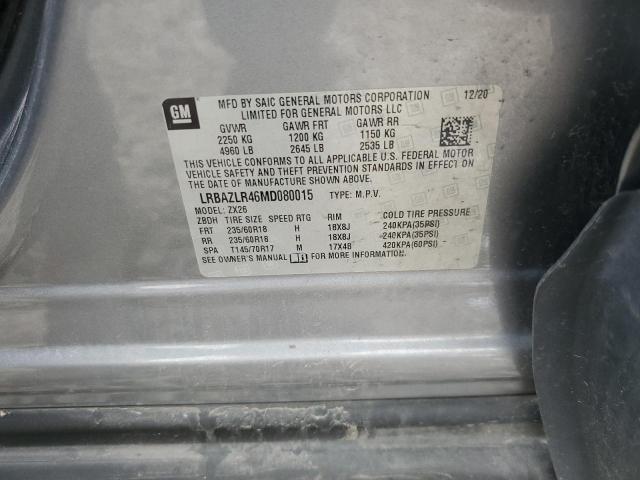 GM
MFD BY SAIC GENERAL MOTORS CORPORATION 12/20
LIMITED FOR GENERAL MOTORS LLC
GVWR GAWR FRT GAWR RR
2250 KG 1200 KG 1150 KG
4960 LB 2645 LB 2535 LB
THIS VEHICLE CONFORMS TO ALL APPLICABLE U.S. FEDERAL MOTOR
VEHICLE SAFETY AND THEFT PREVENTION STANDARDS IN EFFECT ON
THE DATE OF MANUFACTURE SHOWN ABOVE.
LRBAZLR46MD080015 TYPE: M.P.V.
MODEL: ZX26
ZBDH TIRE SIZE SPEED RTG RIM COLD TIRE PRESSURE
FRT 235/60R18 H 18X8J 240KPA(35PSI)
RR 235/60R18 H 18X8J 240KPA(35PSI)
SPA T145/70R17 M 17X4B 420KPA(60PSI)
SEE OWNER'S MANUAL FOR MORE INFORMATION.